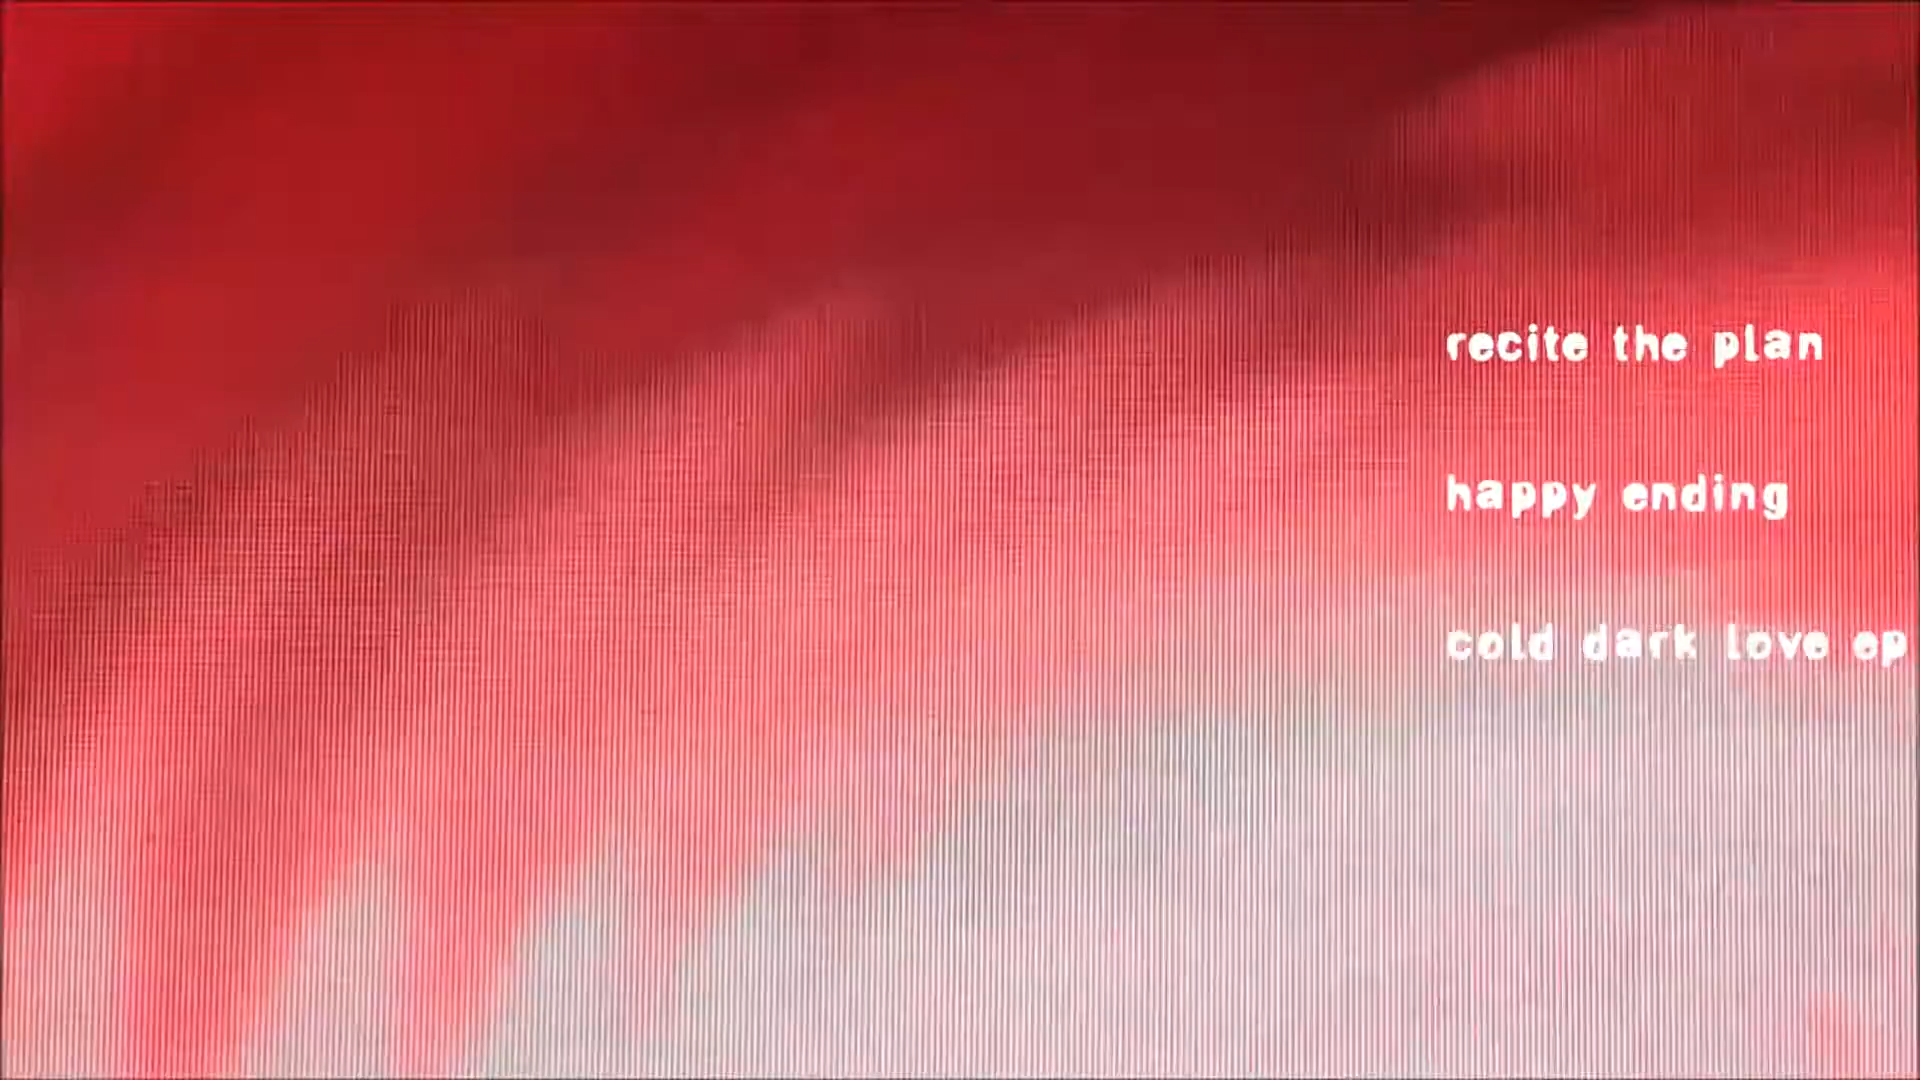 recite the plan
happy ending
cold dark love ep